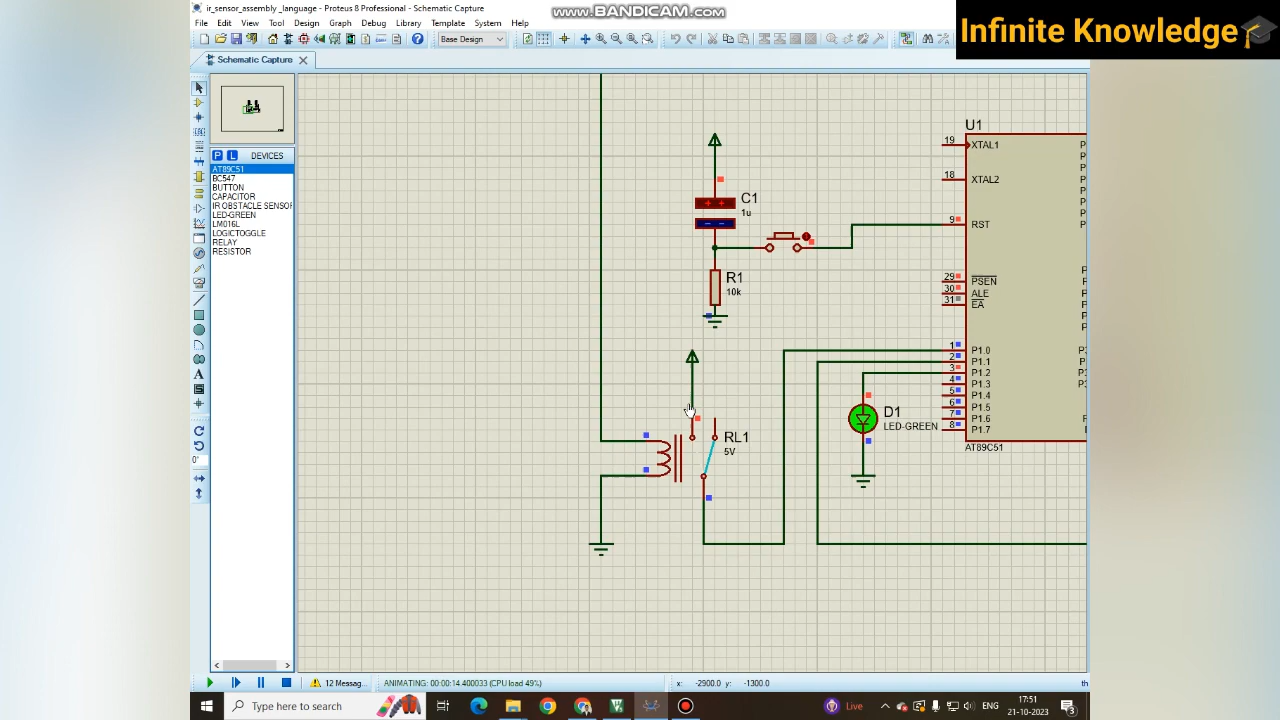 ir_sensor_assembly_language - Proteus 8 Professional - Schematic Capture
www.BANDICAM.com
Infinite Knowledge
File Edit View Tool Design Graph Debug Library Template System Help
Base Design
Schematic Capture
P L DEVICES
AT89C51
BC547
BUTTON
CAPACITOR
IR OBSTACLE SENSOR
LED-GREEN
LM016L
LOGICTOGGLE
RELAY
RESISTOR
0°
C1
1u
R1
10k
RL1
5V
D1
LED-GREEN
U1
19 XTAL1
18 XTAL2
9 RST
29 PSEN
30 ALE
31 EA
1 P1.0
2 P1.1
3 P1.2
4 P1.3
5 P1.4
6 P1.5
7 P1.6
8 P1.7
AT89C51
12 Messag...
ANIMATING: 00:00:14.400033 (CPU load 49%)
x: -2900.0 y: -1300.0
th
Type here to search
Live
ENG
17:51
21-10-2023
3